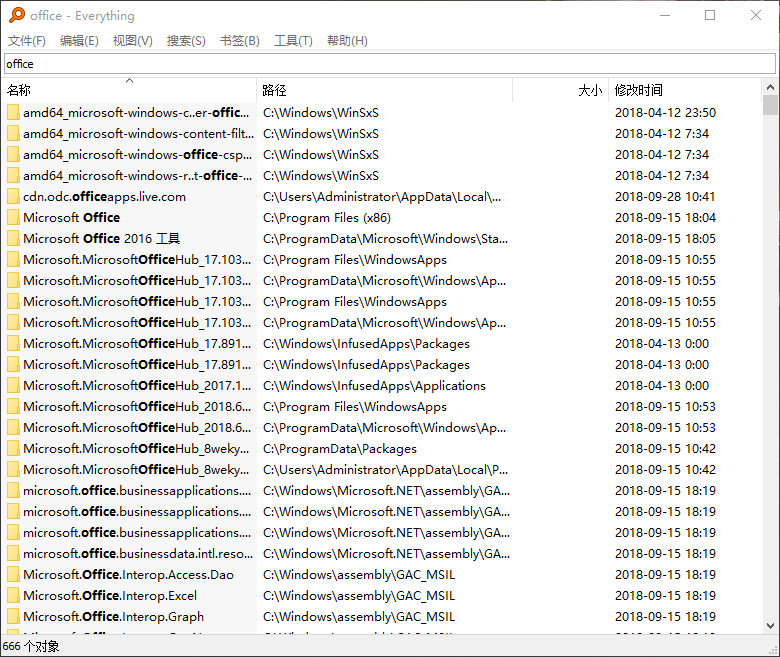 office - Everything
文件(F) 编辑(E) 视图(V) 搜索(S) 书签(B) 工具(T) 帮助(H)
office
名称 路径 大小 修改时间
amd64_microsoft-windows-c..er-offic... C:\Windows\WinSxS 2018-04-12 23:50
amd64_microsoft-windows-content-filt... C:\Windows\WinSxS 2018-04-12 7:34
amd64_microsoft-windows-office-csp... C:\Windows\WinSxS 2018-04-12 7:34
amd64_microsoft-windows-r..t-office-... C:\Windows\WinSxS 2018-04-12 7:34
cdn.odc.officeapps.live.com C:\Users\Administrator\AppData\Local\... 2018-09-28 10:41
Microsoft Office C:\Program Files (x86) 2018-09-15 18:04
Microsoft Office 2016 工具 C:\ProgramData\Microsoft\Windows\Sta... 2018-09-15 18:05
Microsoft.MicrosoftOfficeHub_17.103... C:\Program Files\WindowsApps 2018-09-15 10:55
Microsoft.MicrosoftOfficeHub_17.103... C:\ProgramData\Microsoft\Windows\Ap... 2018-09-15 10:55
Microsoft.MicrosoftOfficeHub_17.103... C:\Program Files\WindowsApps 2018-09-15 10:55
Microsoft.MicrosoftOfficeHub_17.103... C:\ProgramData\Microsoft\Windows\Ap... 2018-09-15 10:55
Microsoft.MicrosoftOfficeHub_17.891... C:\Windows\InfusedApps\Packages 2018-04-13 0:00
Microsoft.MicrosoftOfficeHub_17.891... C:\Windows\InfusedApps\Packages 2018-04-13 0:00
Microsoft.MicrosoftOfficeHub_2017.1... C:\Windows\InfusedApps\Applications 2018-04-13 0:00
Microsoft.MicrosoftOfficeHub_2018.6... C:\Program Files\WindowsApps 2018-09-15 10:53
Microsoft.MicrosoftOfficeHub_2018.6... C:\ProgramData\Microsoft\Windows\Ap... 2018-09-15 10:53
Microsoft.MicrosoftOfficeHub_8weky... C:\ProgramData\Packages 2018-09-15 10:42
Microsoft.MicrosoftOfficeHub_8weky... C:\Users\Administrator\AppData\Local\P... 2018-09-15 10:42
microsoft.office.businessapplications.... C:\Windows\Microsoft.NET\assembly\GA... 2018-09-15 18:19
microsoft.office.businessapplications.... C:\Windows\Microsoft.NET\assembly\GA... 2018-09-15 18:19
microsoft.office.businessapplications.... C:\Windows\Microsoft.NET\assembly\GA... 2018-09-15 18:19
microsoft.office.businessdata.intl.reso... C:\Windows\Microsoft.NET\assembly\GA... 2018-09-15 18:19
Microsoft.Office.Interop.Access.Dao C:\Windows\assembly\GAC_MSIL 2018-09-15 18:19
Microsoft.Office.Interop.Excel C:\Windows\assembly\GAC_MSIL 2018-09-15 18:19
Microsoft.Office.Interop.Graph C:\Windows\assembly\GAC_MSIL 2018-09-15 18:19
666 个对象